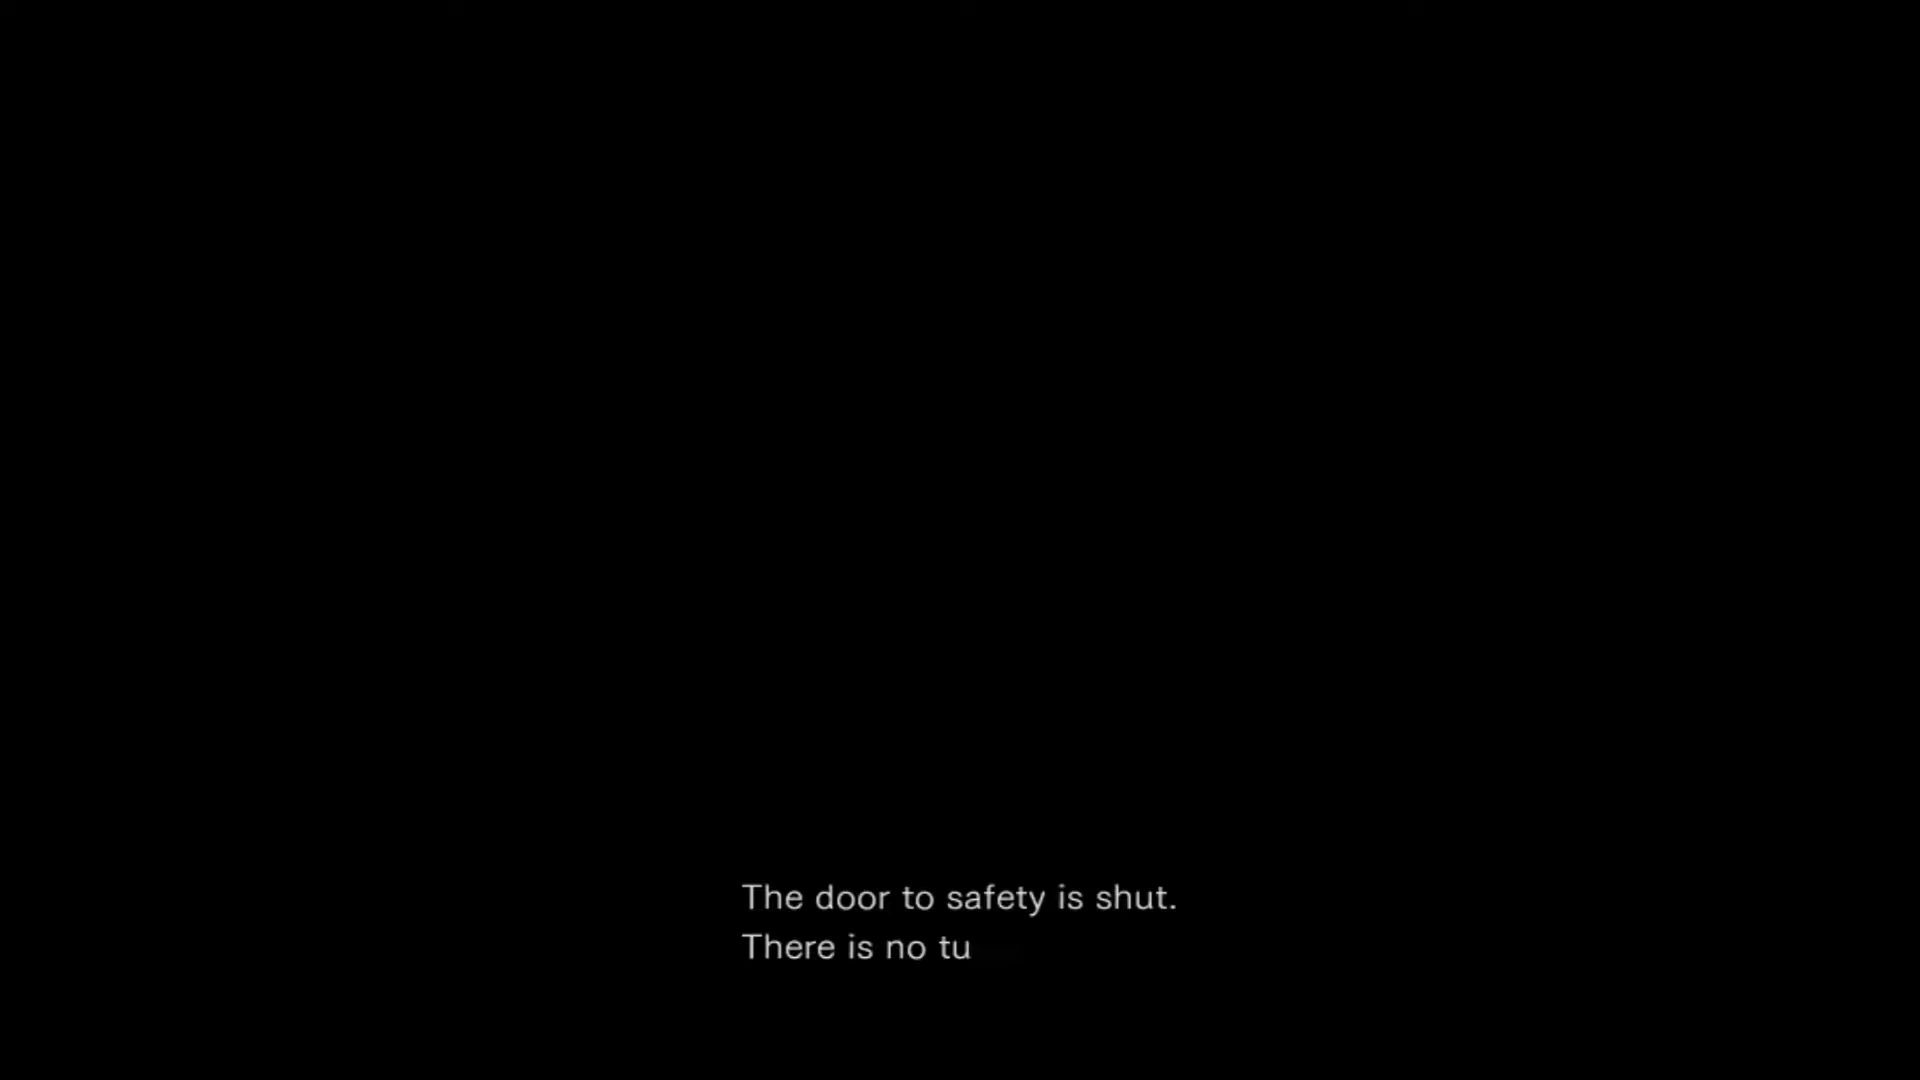 The door to safety is shut.
There is no tu